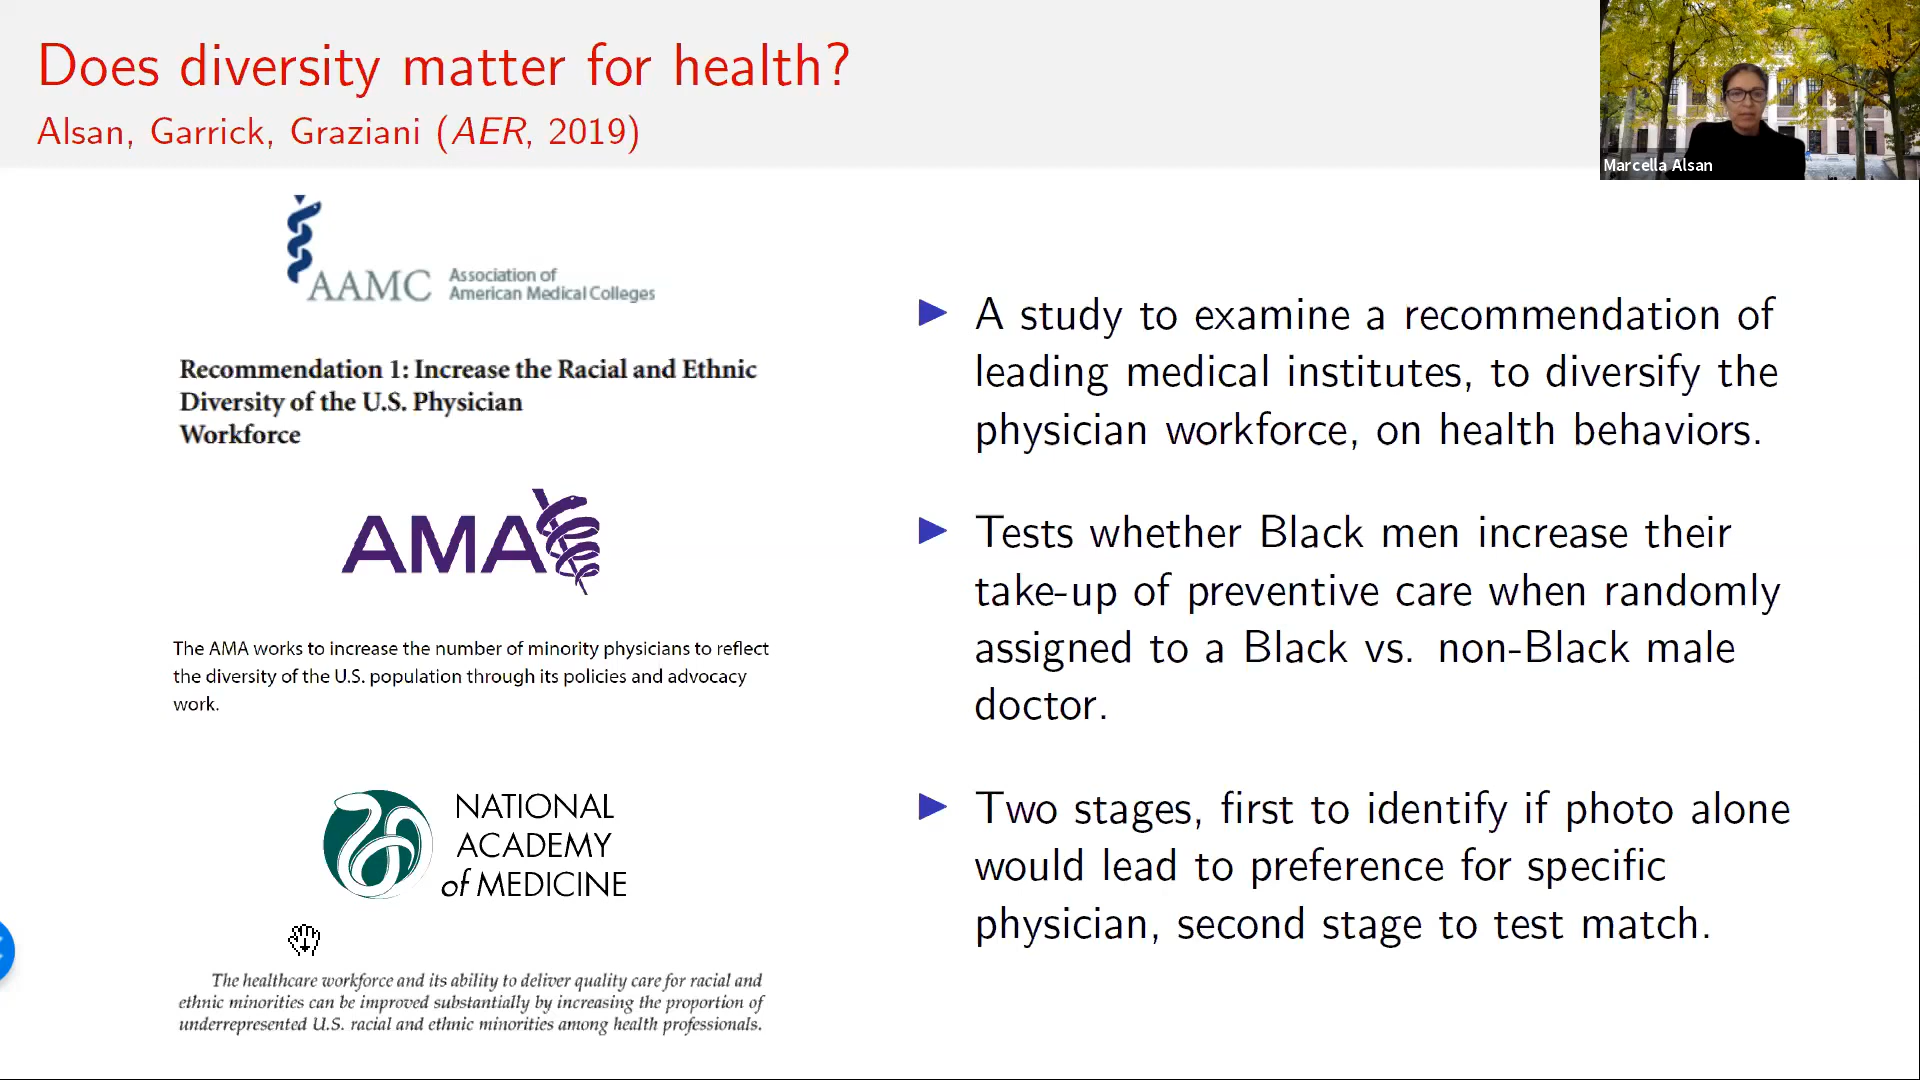 Does diversity matter for health?
Alsan, Garrick, Graziani (AER, 2019)
Marcella Alsan
AAMC
Association of
American Medical Colleges
Recommendation 1: Increase the Racial and Ethnic
Diversity of the U.S. Physician
Workforce
AMA
The AMA works to increase the number of minority physicians to reflect
the diversity of the U.S. population through its policies and advocacy
work.
NATIONAL
ACADEMY
of MEDICINE
The healthcare workforce and its ability to deliver quality care for racial and
ethnic minorities can be improved substantially by increasing the proportion of
underrepresented U.S. racial and ethnic minorities among health professionals.
A study to examine a recommendation of
leading medical institutes, to diversify the
physician workforce, on health behaviors.
Tests whether Black men increase their
take-up of preventive care when randomly
assigned to a Black vs. non-Black male
doctor.
Two stages, first to identify if photo alone
would lead to preference for specific
physician, second stage to test match.